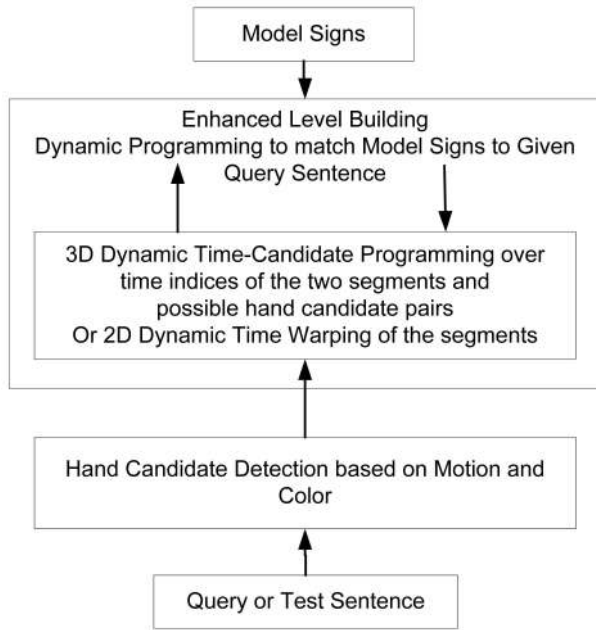 Model Signs
Enhanced Level Building
Dynamic Programming to match Model Signs to Given
Query Sentence
3D Dynamic Time-Candidate Programming over
time indices of the two segments and
possible hand candidate pairs
Or 2D Dynamic Time Warping of the segments
Hand Candidate Detection based on Motion and
Color
Query or Test Sentence